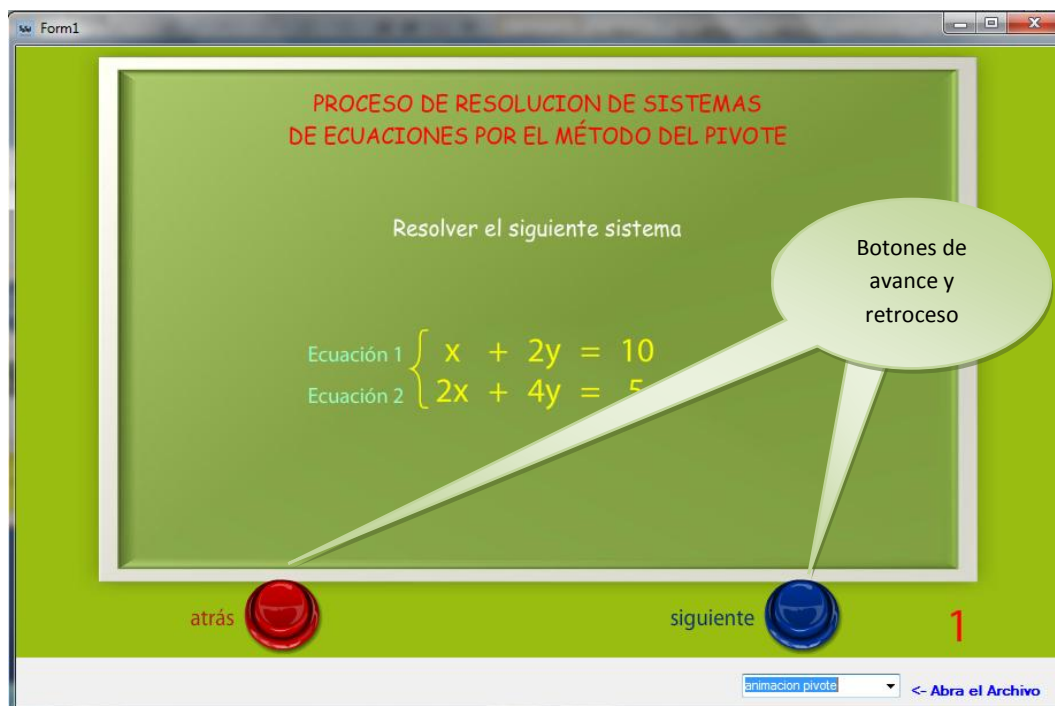 Form1
PROCESO DE RESOLUCION DE SISTEMAS
DE ECUACIONES POR EL MÉTODO DEL PIVOTE
Resolver el siguiente sistema
Botones de
avance y
retroceso
Ecuación 1 { x + 2y = 10
Ecuación 2 { 2x + 4y =
atrás
siguiente
1
animacion pivote
<- Abra el Archivo